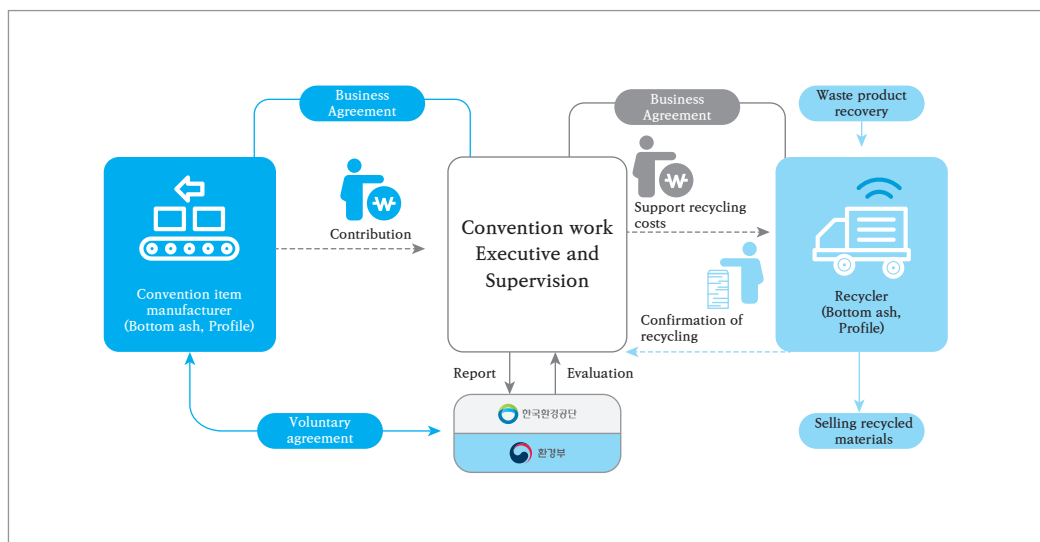 Business
Agreement
Business
Agreement
Waste product
recovery
Convention item
manufacturer
(Bottom ash, Profile)
Contribution
Convention work
Executive and
Supervision
Support recycling
costs
Confirmation of
recycling
Recycler
(Bottom ash,
Profile)
Report
Evaluation
Voluntary
agreement
한국환경공단
환경부
Selling recycled
materials